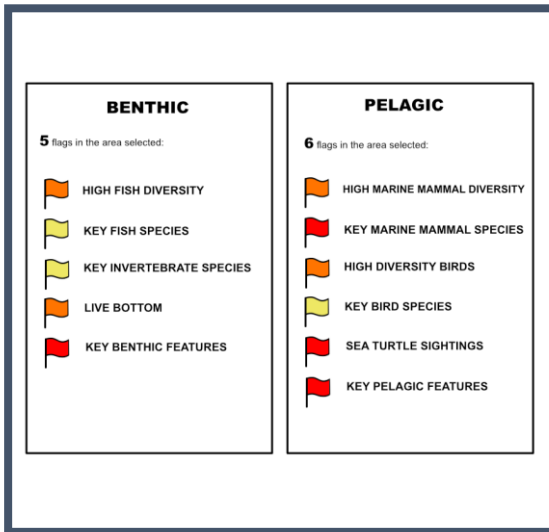 BENTHIC
5 flags in the area selected:
HIGH FISH DIVERSITY
KEY FISH SPECIES
KEY INVERTEBRATE SPECIES
LIVE BOTTOM
KEY BENTHIC FEATURES
PELAGIC
6 flags in the area selected:
HIGH MARINE MAMMAL DIVERSITY
KEY MARINE MAMMAL SPECIES
HIGH DIVERSITY BIRDS
KEY BIRD SPECIES
SEA TURTLE SIGHTINGS
KEY PELAGIC FEATURES